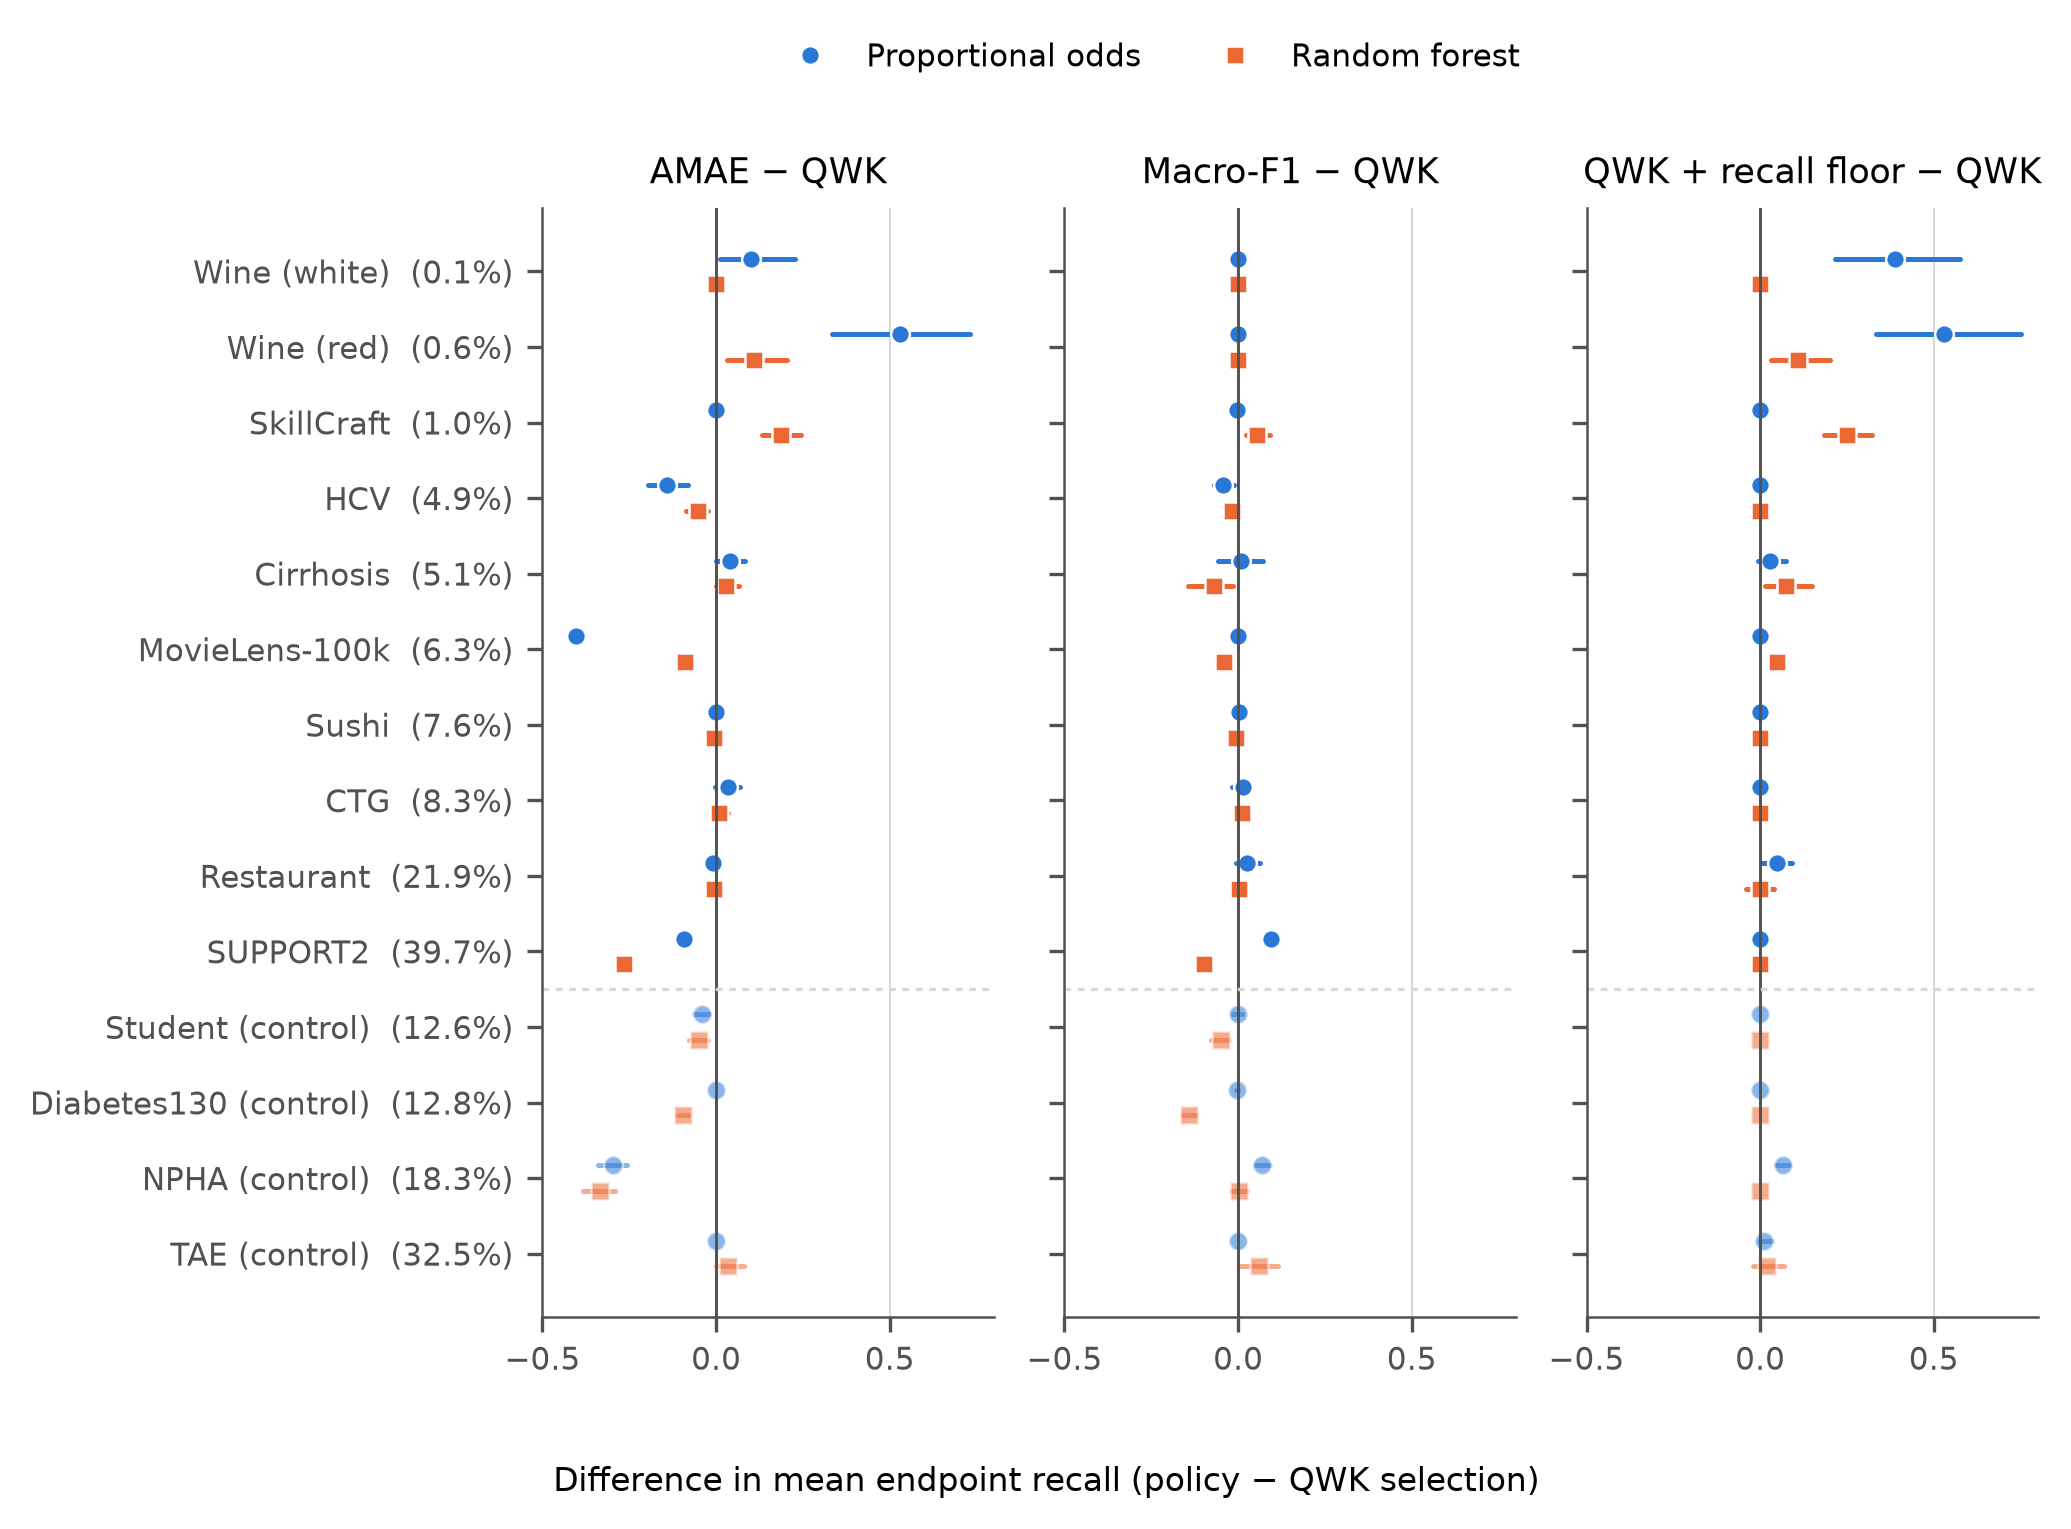 Proportional odds Random forest
AMAE − QWK Macro-F1 − QWK QWK + recall floor − QWK
Wine (white) (0.1%)
Wine (red) (0.6%)
SkillCraft (1.0%)
HCV (4.9%)
Cirrhosis (5.1%)
MovieLens-100k (6.3%)
Sushi (7.6%)
CTG (8.3%)
Restaurant (21.9%)
SUPPORT2 (39.7%)
Student (control) (12.6%)
Diabetes130 (control) (12.8%)
NPHA (control) (18.3%)
TAE (control) (32.5%)
−0.5 0.0 0.5 −0.5 0.0 0.5 −0.5 0.0 0.5
Difference in mean endpoint recall (policy − QWK selection)